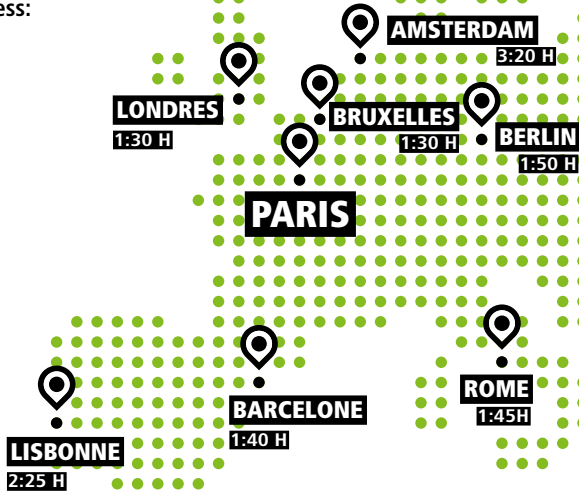 ess:
AMSTERDAM
3:20 H
LONDRES
1:30 H
BRUXELLES
1:30 H
BERLIN
1:50 H
PARIS
ROME
1:45H
BARCELONE
1:40 H
LISBONNE
2:25 H